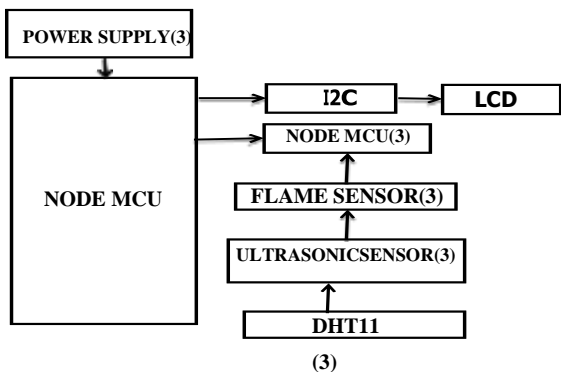 POWER SUPPLY(3)
I2C
LCD
NODE MCU(3)
NODE MCU
FLAME SENSOR(3)
ULTRASONICSENSOR(3)
DHT11
(3)